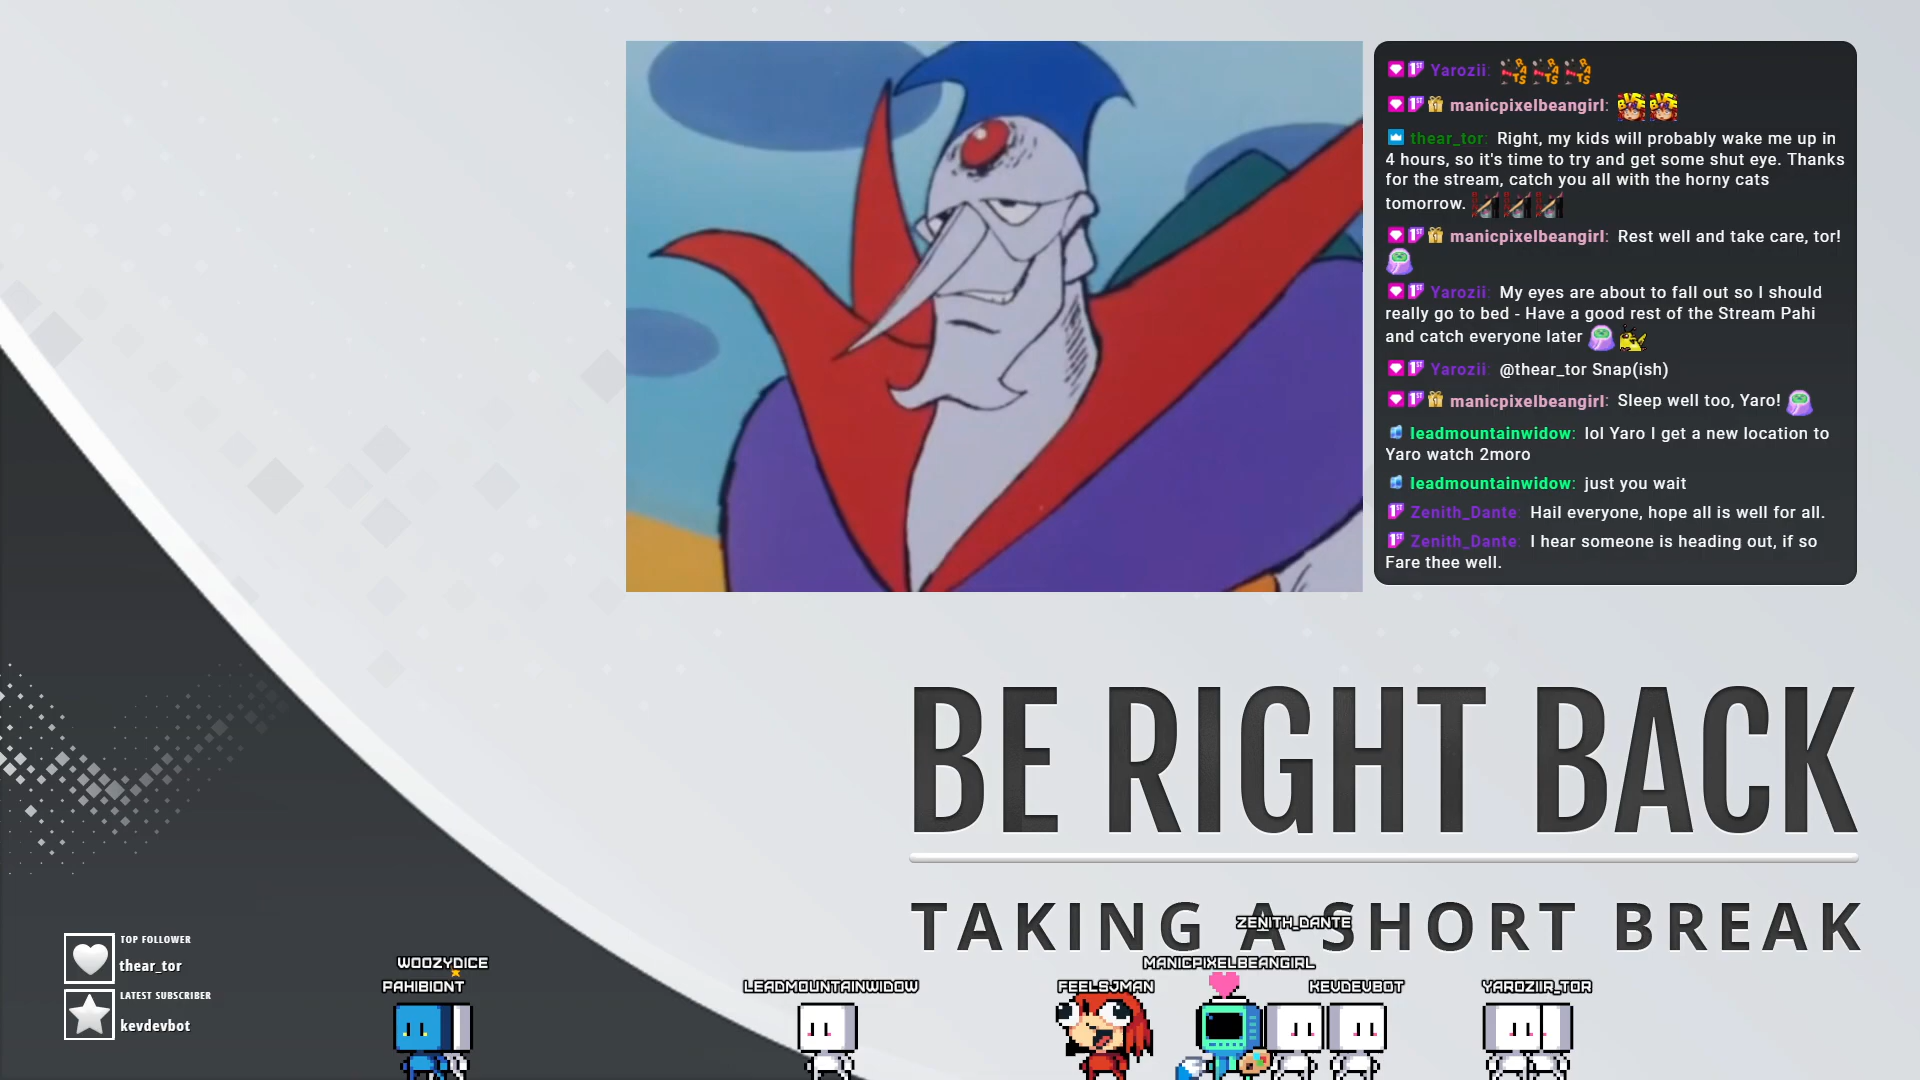 Yarozii:
manicpixelbeangirl:
thear_tor: Right, my kids will probably wake me up in
4 hours, so it's time to try and get some shut eye. Thanks
for the stream, catch you all with the horny cats
tomorrow.
manicpixelbeangirl: Rest well and take care, tor!
Yarozii: My eyes are about to fall out so I should
really go to bed - Have a good rest of the Stream Pahi
and catch everyone later
Yarozii: @thear_tor Snap(ish)
manicpixelbeangirl: Sleep well too, Yaro!
leadmountainwidow: lol Yaro I get a new location to
Yaro watch 2moro
leadmountainwidow: just you wait
Zenith_Dante: Hail everyone, hope all is well for all.
Zenith_Dante: I hear someone is heading out, if so
Fare thee well.
BE RIGHT BACK
TAKING A SHORT BREAK
ZENITH_DANTE
TOP FOLLOWER
thear_tor
LATEST SUBSCRIBER
kevdevbot
WOOZYDICE
PAHIBIONT
LEADMOUNTAINWIDOW
MANICPIXELBEANGIRL
FEELSJMAN
KEVDEVBOT
YAROZIIR_TOR